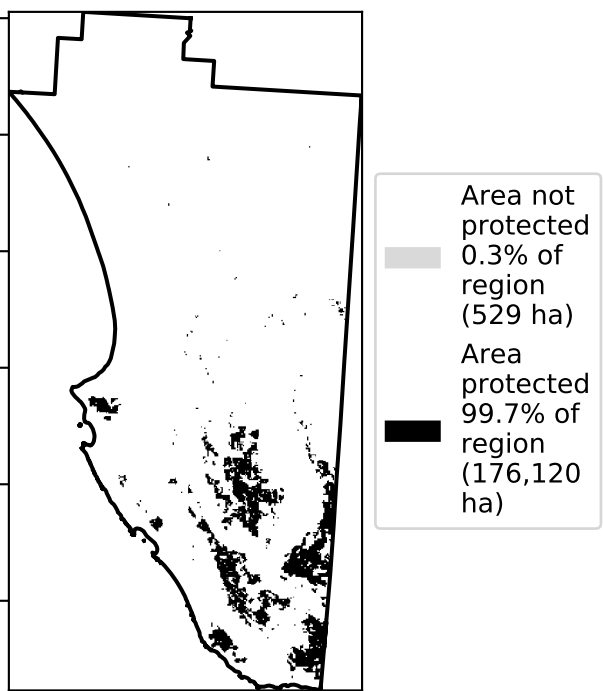 Area not
protected
0.3% of
region
(529 ha)
Area
protected
99.7% of
region
(176,120
ha)